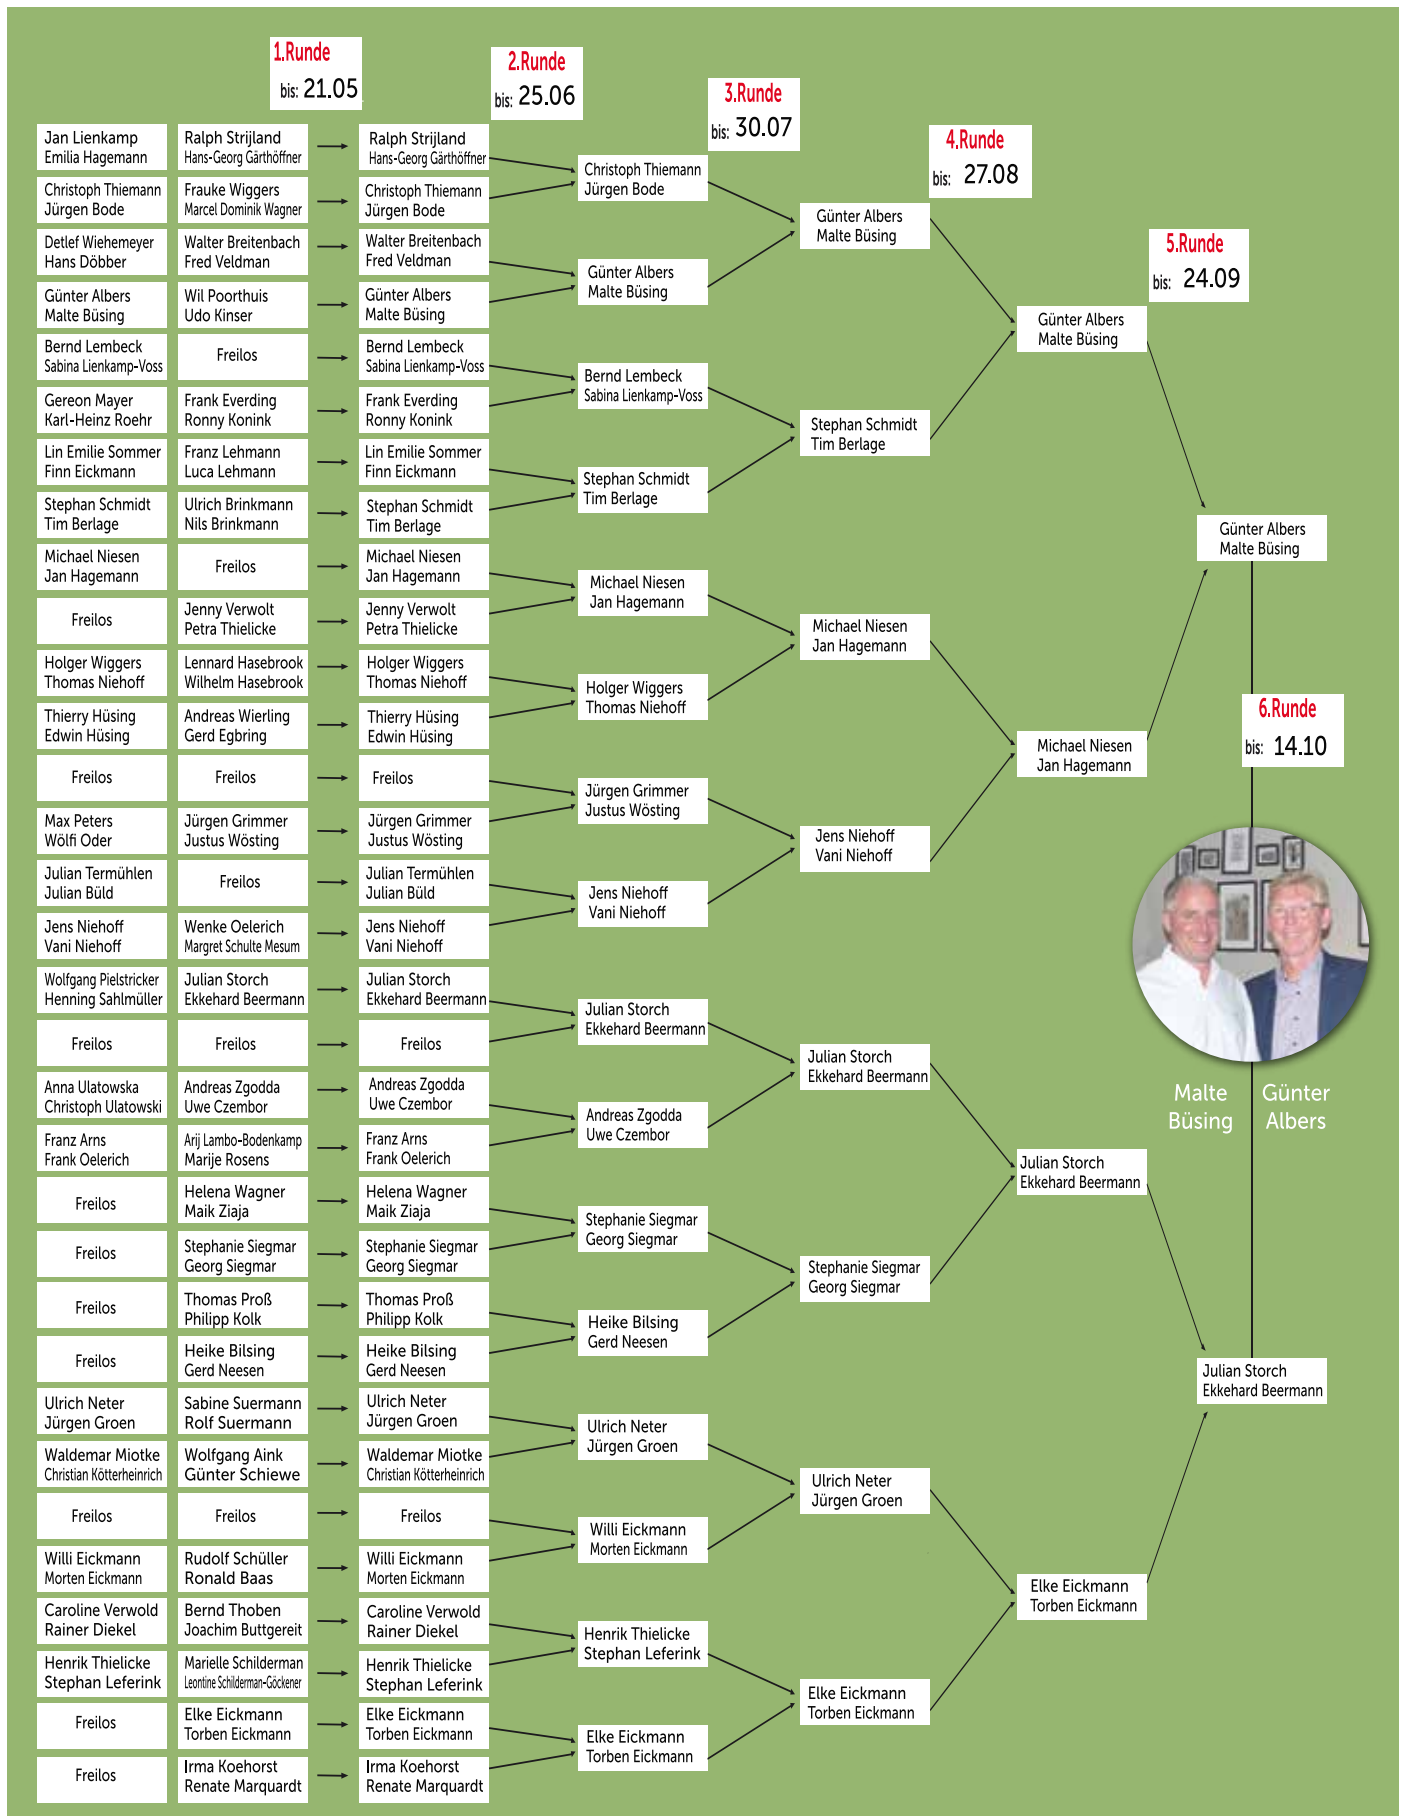 1.Runde
bis: 21.05
2.Runde
bis: 25.06
3.Runde
bis: 30.07
4.Runde
bis: 27.08
5.Runde
bis: 24.09
6.Runde
bis: 14.10
Jan Lienkamp
Emilia Hagemann
Ralph Strijland
Hans-Georg Gärthöffner
Ralph Strijland
Hans-Georg Gärthöffner
Christoph Thiemann
Jürgen Bode
Frauke Wiggers
Marcel Dominik Wagner
Christoph Thiemann
Jürgen Bode
Detlef Wiehemeyer
Hans Döbber
Walter Breitenbach
Fred Veldman
Walter Breitenbach
Fred Veldman
Günter Albers
Malte Büsing
Wil Poorthuis
Udo Kinser
Günter Albers
Malte Büsing
Bernd Lembeck
Sabina Lienkamp-Voss
Freilos
Bernd Lembeck
Sabina Lienkamp-Voss
Gereon Mayer
Karl-Heinz Roehr
Frank Everding
Ronny Konink
Frank Everding
Ronny Konink
Lin Emilie Sommer
Finn Eickmann
Franz Lehmann
Luca Lehmann
Lin Emilie Sommer
Finn Eickmann
Stephan Schmidt
Tim Berlage
Ulrich Brinkmann
Nils Brinkmann
Stephan Schmidt
Tim Berlage
Michael Niesen
Jan Hagemann
Freilos
Michael Niesen
Jan Hagemann
Freilos
Jenny Verwolt
Petra Thielicke
Jenny Verwolt
Petra Thielicke
Holger Wiggers
Thomas Niehoff
Lennard Hasebrook
Wilhelm Hasebrook
Holger Wiggers
Thomas Niehoff
Thierry Hüsing
Edwin Hüsing
Andreas Wierling
Gerd Egbring
Thierry Hüsing
Edwin Hüsing
Freilos
Freilos
Freilos
Max Peters
Wölfi Oder
Jürgen Grimmer
Justus Wösting
Jürgen Grimmer
Justus Wösting
Julian Termühlen
Julian Büld
Freilos
Julian Termühlen
Julian Büld
Jens Niehoff
Vani Niehoff
Wenke Oelerich
Margret Schulte Mesum
Jens Niehoff
Vani Niehoff
Wolfgang Pielstricker
Henning Sahlmüller
Julian Storch
Ekkehard Beermann
Julian Storch
Ekkehard Beermann
Freilos
Freilos
Freilos
Anna Ulatowska
Christoph Ulatowski
Andreas Zgodda
Uwe Czembor
Andreas Zgodda
Uwe Czembor
Franz Arns
Frank Oelerich
Arij Lambo-Bodenkamp
Marije Rosens
Franz Arns
Frank Oelerich
Freilos
Helena Wagner
Maik Ziaja
Helena Wagner
Maik Ziaja
Freilos
Stephanie Siegmar
Georg Siegmar
Stephanie Siegmar
Georg Siegmar
Freilos
Thomas Proß
Philipp Kolk
Thomas Proß
Philipp Kolk
Freilos
Heike Bilsing
Gerd Neesen
Heike Bilsing
Gerd Neesen
Ulrich Neter
Jürgen Groen
Sabine Suermann
Rolf Suermann
Ulrich Neter
Jürgen Groen
Waldemar Miotke
Christian Kötterheinrich
Wolfgang Aink
Günter Schiewe
Waldemar Miotke
Christian Kötterheinrich
Freilos
Freilos
Freilos
Willi Eickmann
Morten Eickmann
Rudolf Schüller
Ronald Baas
Willi Eickmann
Morten Eickmann
Caroline Verwold
Rainer Diekel
Bernd Thoben
Joachim Buttgereit
Caroline Verwold
Rainer Diekel
Henrik Thielicke
Stephan Leferink
Marielle Schilderman
Leontine Schilderman-Göckener
Henrik Thielicke
Stephan Leferink
Freilos
Elke Eickmann
Torben Eickmann
Elke Eickmann
Torben Eickmann
Freilos
Irma Koehorst
Renate Marquardt
Irma Koehorst
Renate Marquardt
Christoph Thiemann
Jürgen Bode
Günter Albers
Malte Büsing
Bernd Lembeck
Sabina Lienkamp-Voss
Stephan Schmidt
Tim Berlage
Michael Niesen
Jan Hagemann
Holger Wiggers
Thomas Niehoff
Jürgen Grimmer
Justus Wösting
Jens Niehoff
Vani Niehoff
Julian Storch
Ekkehard Beermann
Andreas Zgodda
Uwe Czembor
Stephanie Siegmar
Georg Siegmar
Heike Bilsing
Gerd Neesen
Ulrich Neter
Jürgen Groen
Willi Eickmann
Morten Eickmann
Henrik Thielicke
Stephan Leferink
Elke Eickmann
Torben Eickmann
Günter Albers
Malte Büsing
Stephan Schmidt
Tim Berlage
Michael Niesen
Jan Hagemann
Jens Niehoff
Vani Niehoff
Julian Storch
Ekkehard Beermann
Stephanie Siegmar
Georg Siegmar
Ulrich Neter
Jürgen Groen
Elke Eickmann
Torben Eickmann
Günter Albers
Malte Büsing
Michael Niesen
Jan Hagemann
Julian Storch
Ekkehard Beermann
Elke Eickmann
Torben Eickmann
Günter Albers
Malte Büsing
Julian Storch
Ekkehard Beermann
Malte
Büsing
Günter
Albers